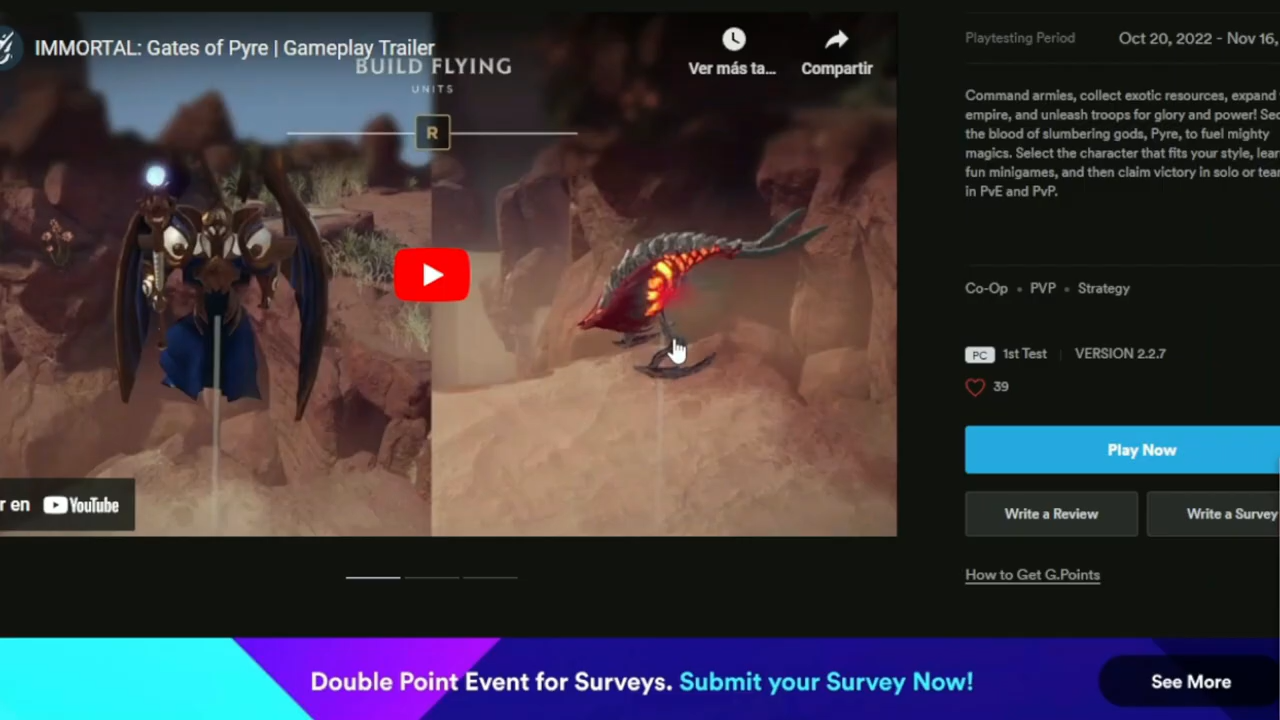 IMMORTAL: Gates of Pyre | Gameplay Trailer
Ver más ta...
Compartir
BUILD FLYING
UNITS
R
r en YouTube
Playtesting Period
Oct 20, 2022 - Nov 16,
Command armies, collect exotic resources, expand
empire, and unleash troops for glory and power! Sec
the blood of slumbering gods, Pyre, to fuel mighty
magics. Select the character that fits your style, lear
fun minigames, and then claim victory in solo or tea
in PvE and PvP.
Co-Op • PVP • Strategy
PC 1st Test | VERSION 2.2.7
39
Play Now
Write a Review
Write a Survey
How to Get G.Points
Double Point Event for Surveys. Submit your Survey Now!
See More